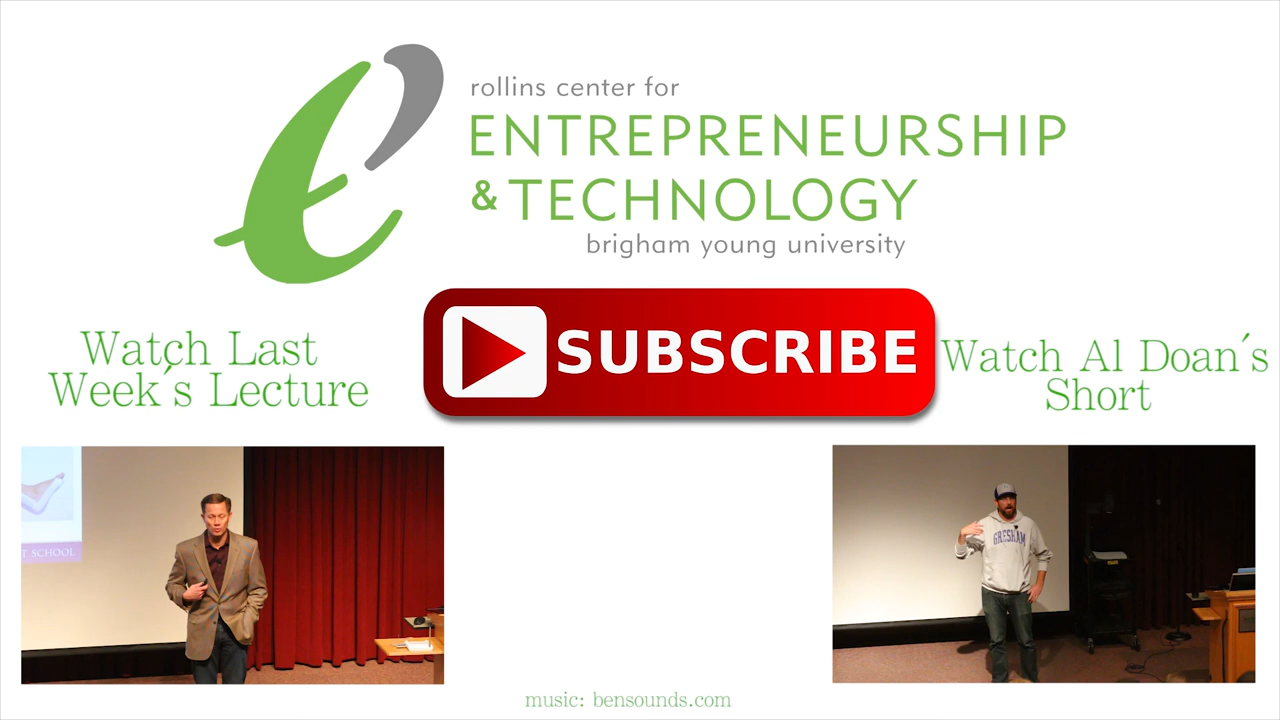 rollins center for
ENTREPRENEURSHIP
& TECHNOLOGY
brigham young university
SUBSCRIBE
Watch Last
Week´s Lecture
Watch Al Doan´s
Short
T SCHOOL
GRESHAM
music: bensounds.com